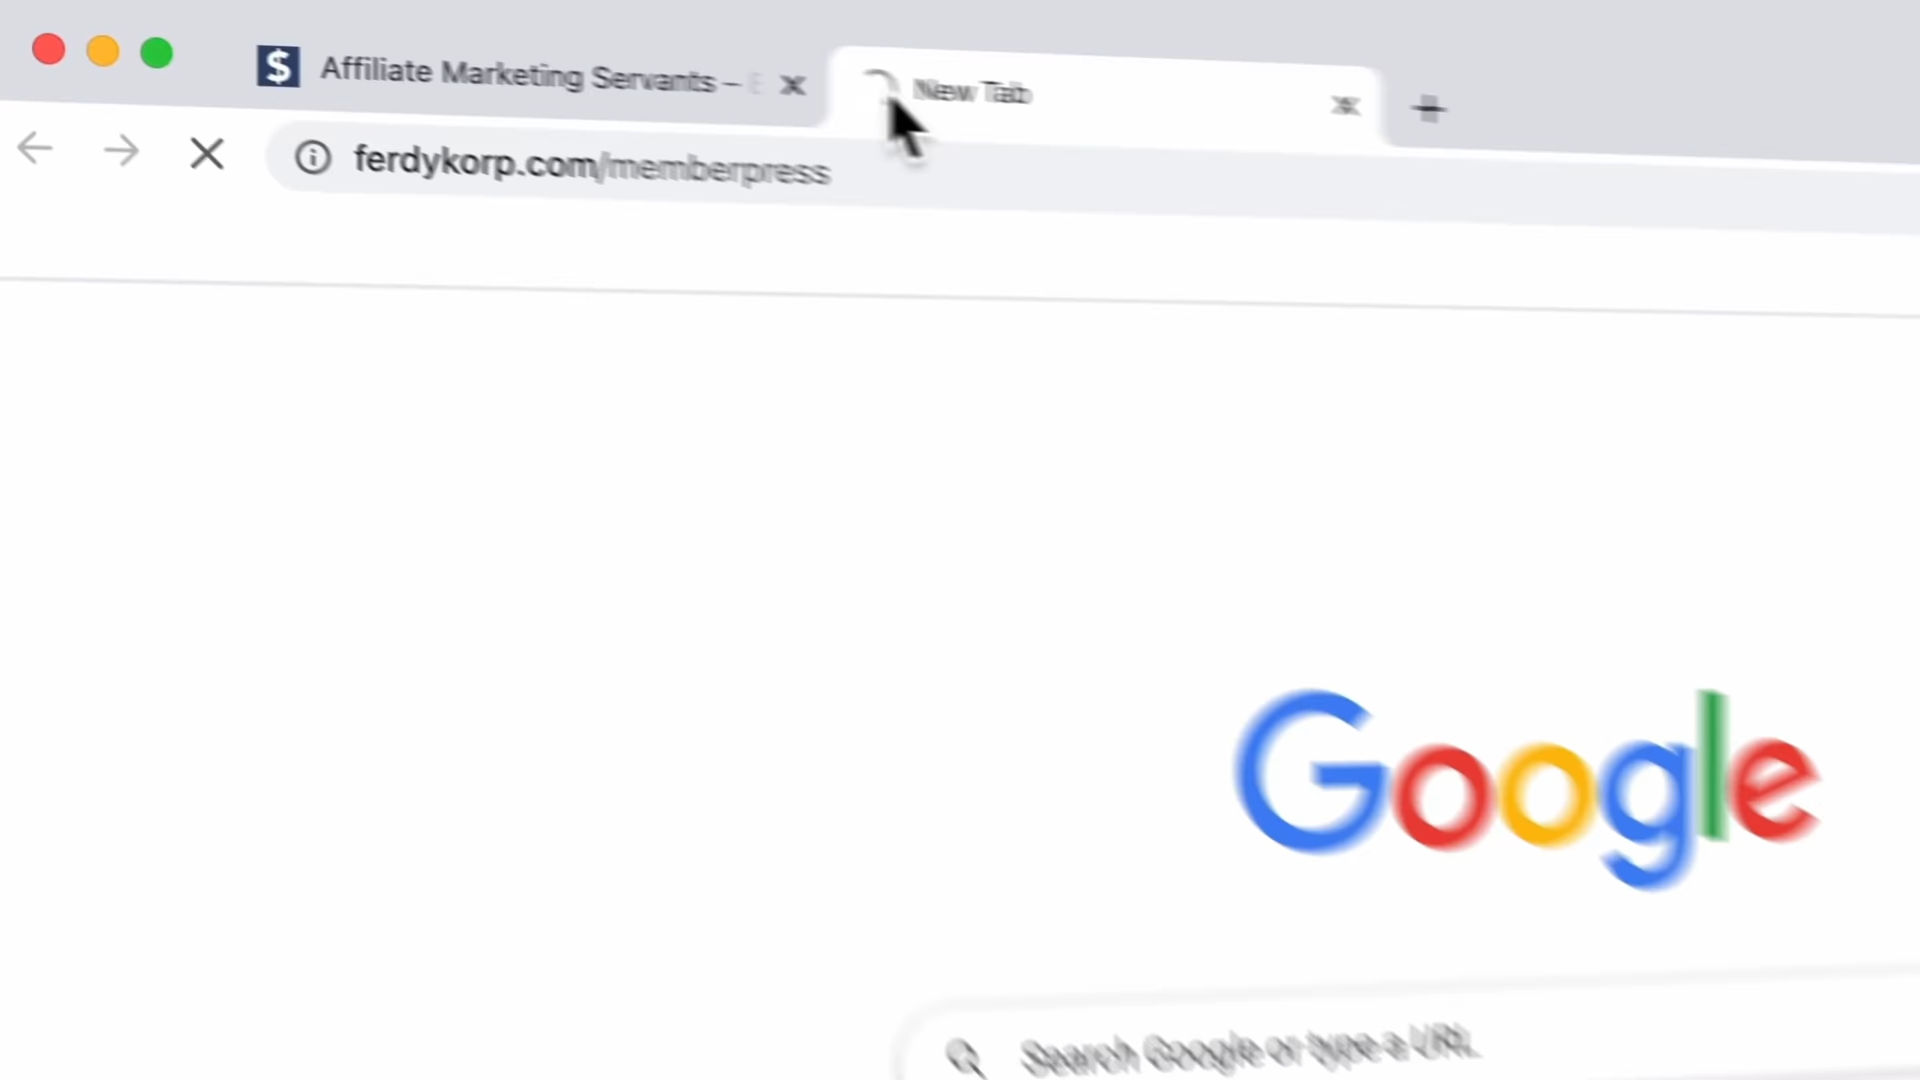 $ Affiliate Marketing Servants –
New Tab
ferdykorp.com/memberpress
Google
Search Google or type a URL